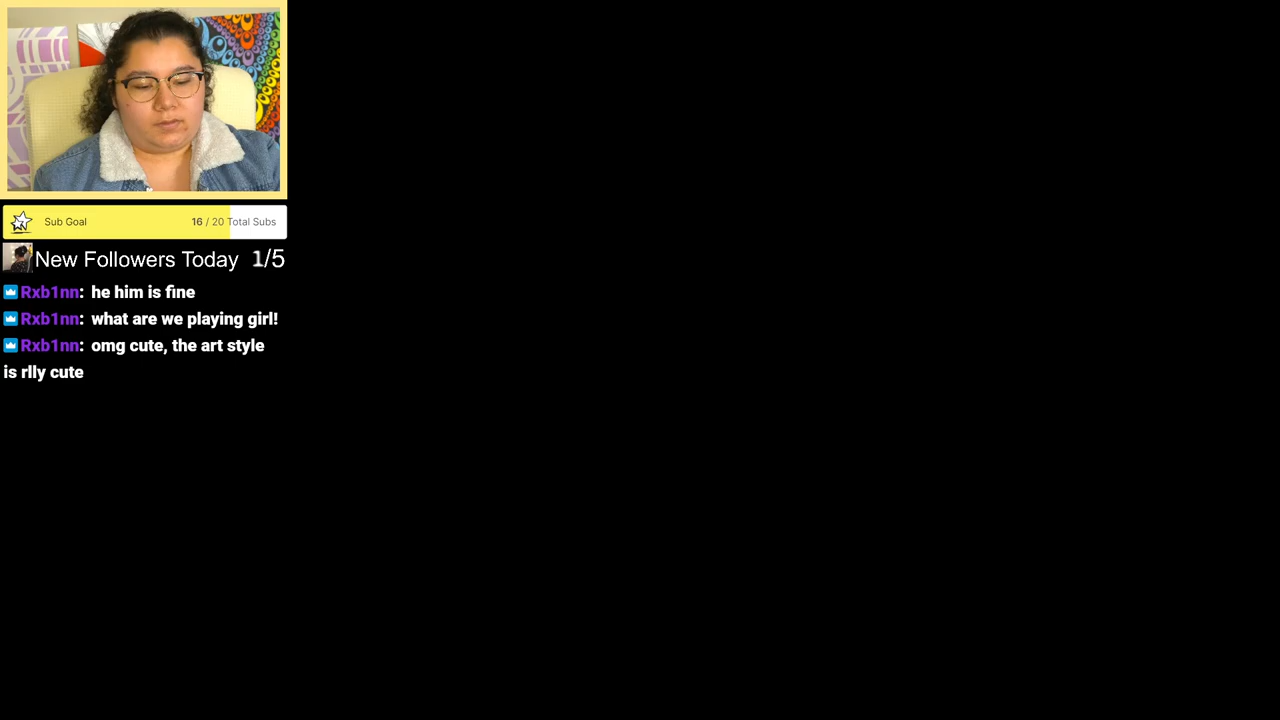 Sub Goal 16 / 20 Total Subs
New Followers Today 1/5
Rxb1nn: he him is fine
Rxb1nn: what are we playing girl!
Rxb1nn: omg cute, the art style
is rlly cute